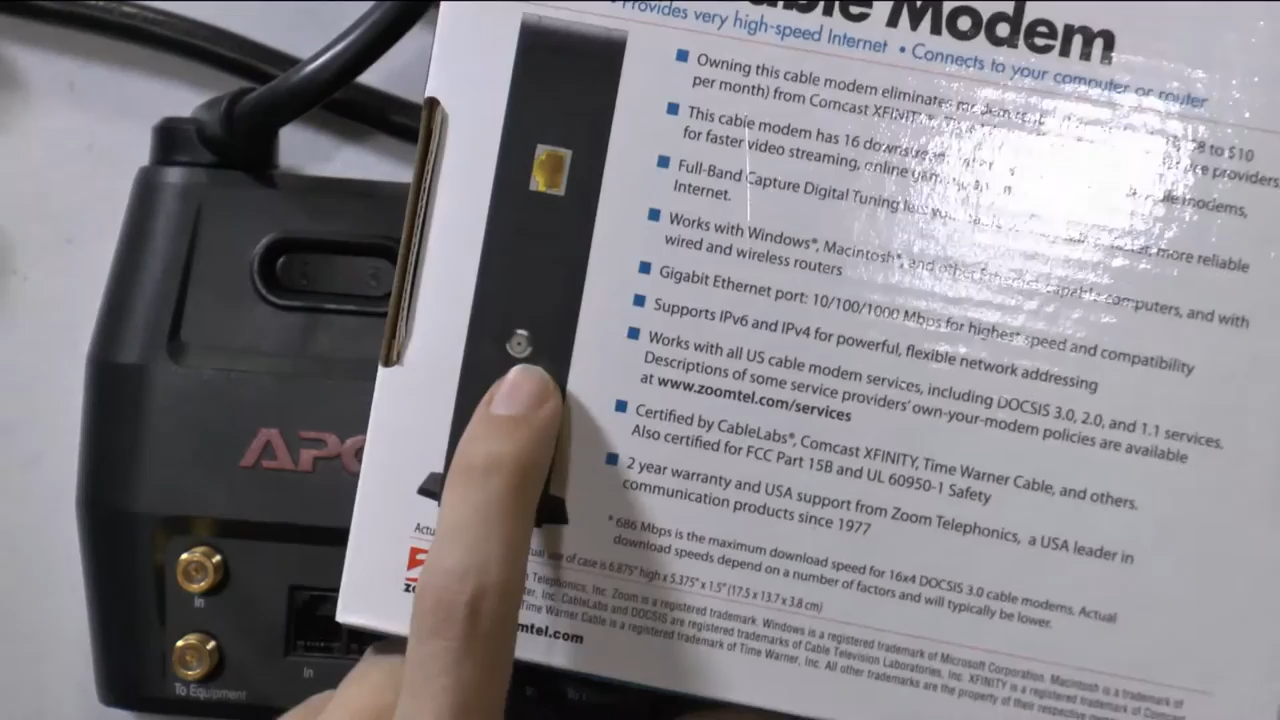 Modem
Provides very high-speed Internet • Connects to your computer or router
Owning this cable modem eliminates
$8 to $10
per month) from Comcast XFINITY
service providers
This cable modem has 16 downstream
modems,
for faster video streaming, online
Full-Band Capture Digital Tuning lets
more reliable
Internet.
Works with Windows®, Macintosh®, and other Ethernet capable computers, and with
wired and wireless routers
Gigabit Ethernet port: 10/100/1000 Mbps for highest speed and compatibility
Supports IPv6 and IPv4 for powerful, flexible network addressing
Works with all US cable modem services, including DOCSIS 3.0, 2.0, and 1.1 services.
Descriptions of some service providers' own-your-modem policies are available
at www.zoomtel.com/services
Certified by CableLabs®, Comcast XFINITY, Time Warner Cable, and others.
Also certified for FCC Part 15B and UL 60950-1 Safety
2 year warranty and USA support from Zoom Telephonics, a USA leader in
communication products since 1977
* 686 Mbps is the maximum download speed for 16x4 DOCSIS 3.0 cable modems. Actual
download speeds depend on a number of factors and will typically be lower.
of case is 6.875" high x 5.375" x 1.5" (17.5 x 13.7 x 3.8 cm)
Telephonics, Inc. Zoom is a registered trademark. Windows is a registered trademark of Microsoft Corporation. Macintosh is a trademark of
Inc. CableLabs and DOCSIS are registered trademarks of Cable Television Laboratories, Inc. XFINITY is a registered trademark of
Time Warner Cable is a registered trademark of Time Warner, Inc. All other trademarks are the property of their respective
APC
In
To Equipment
In